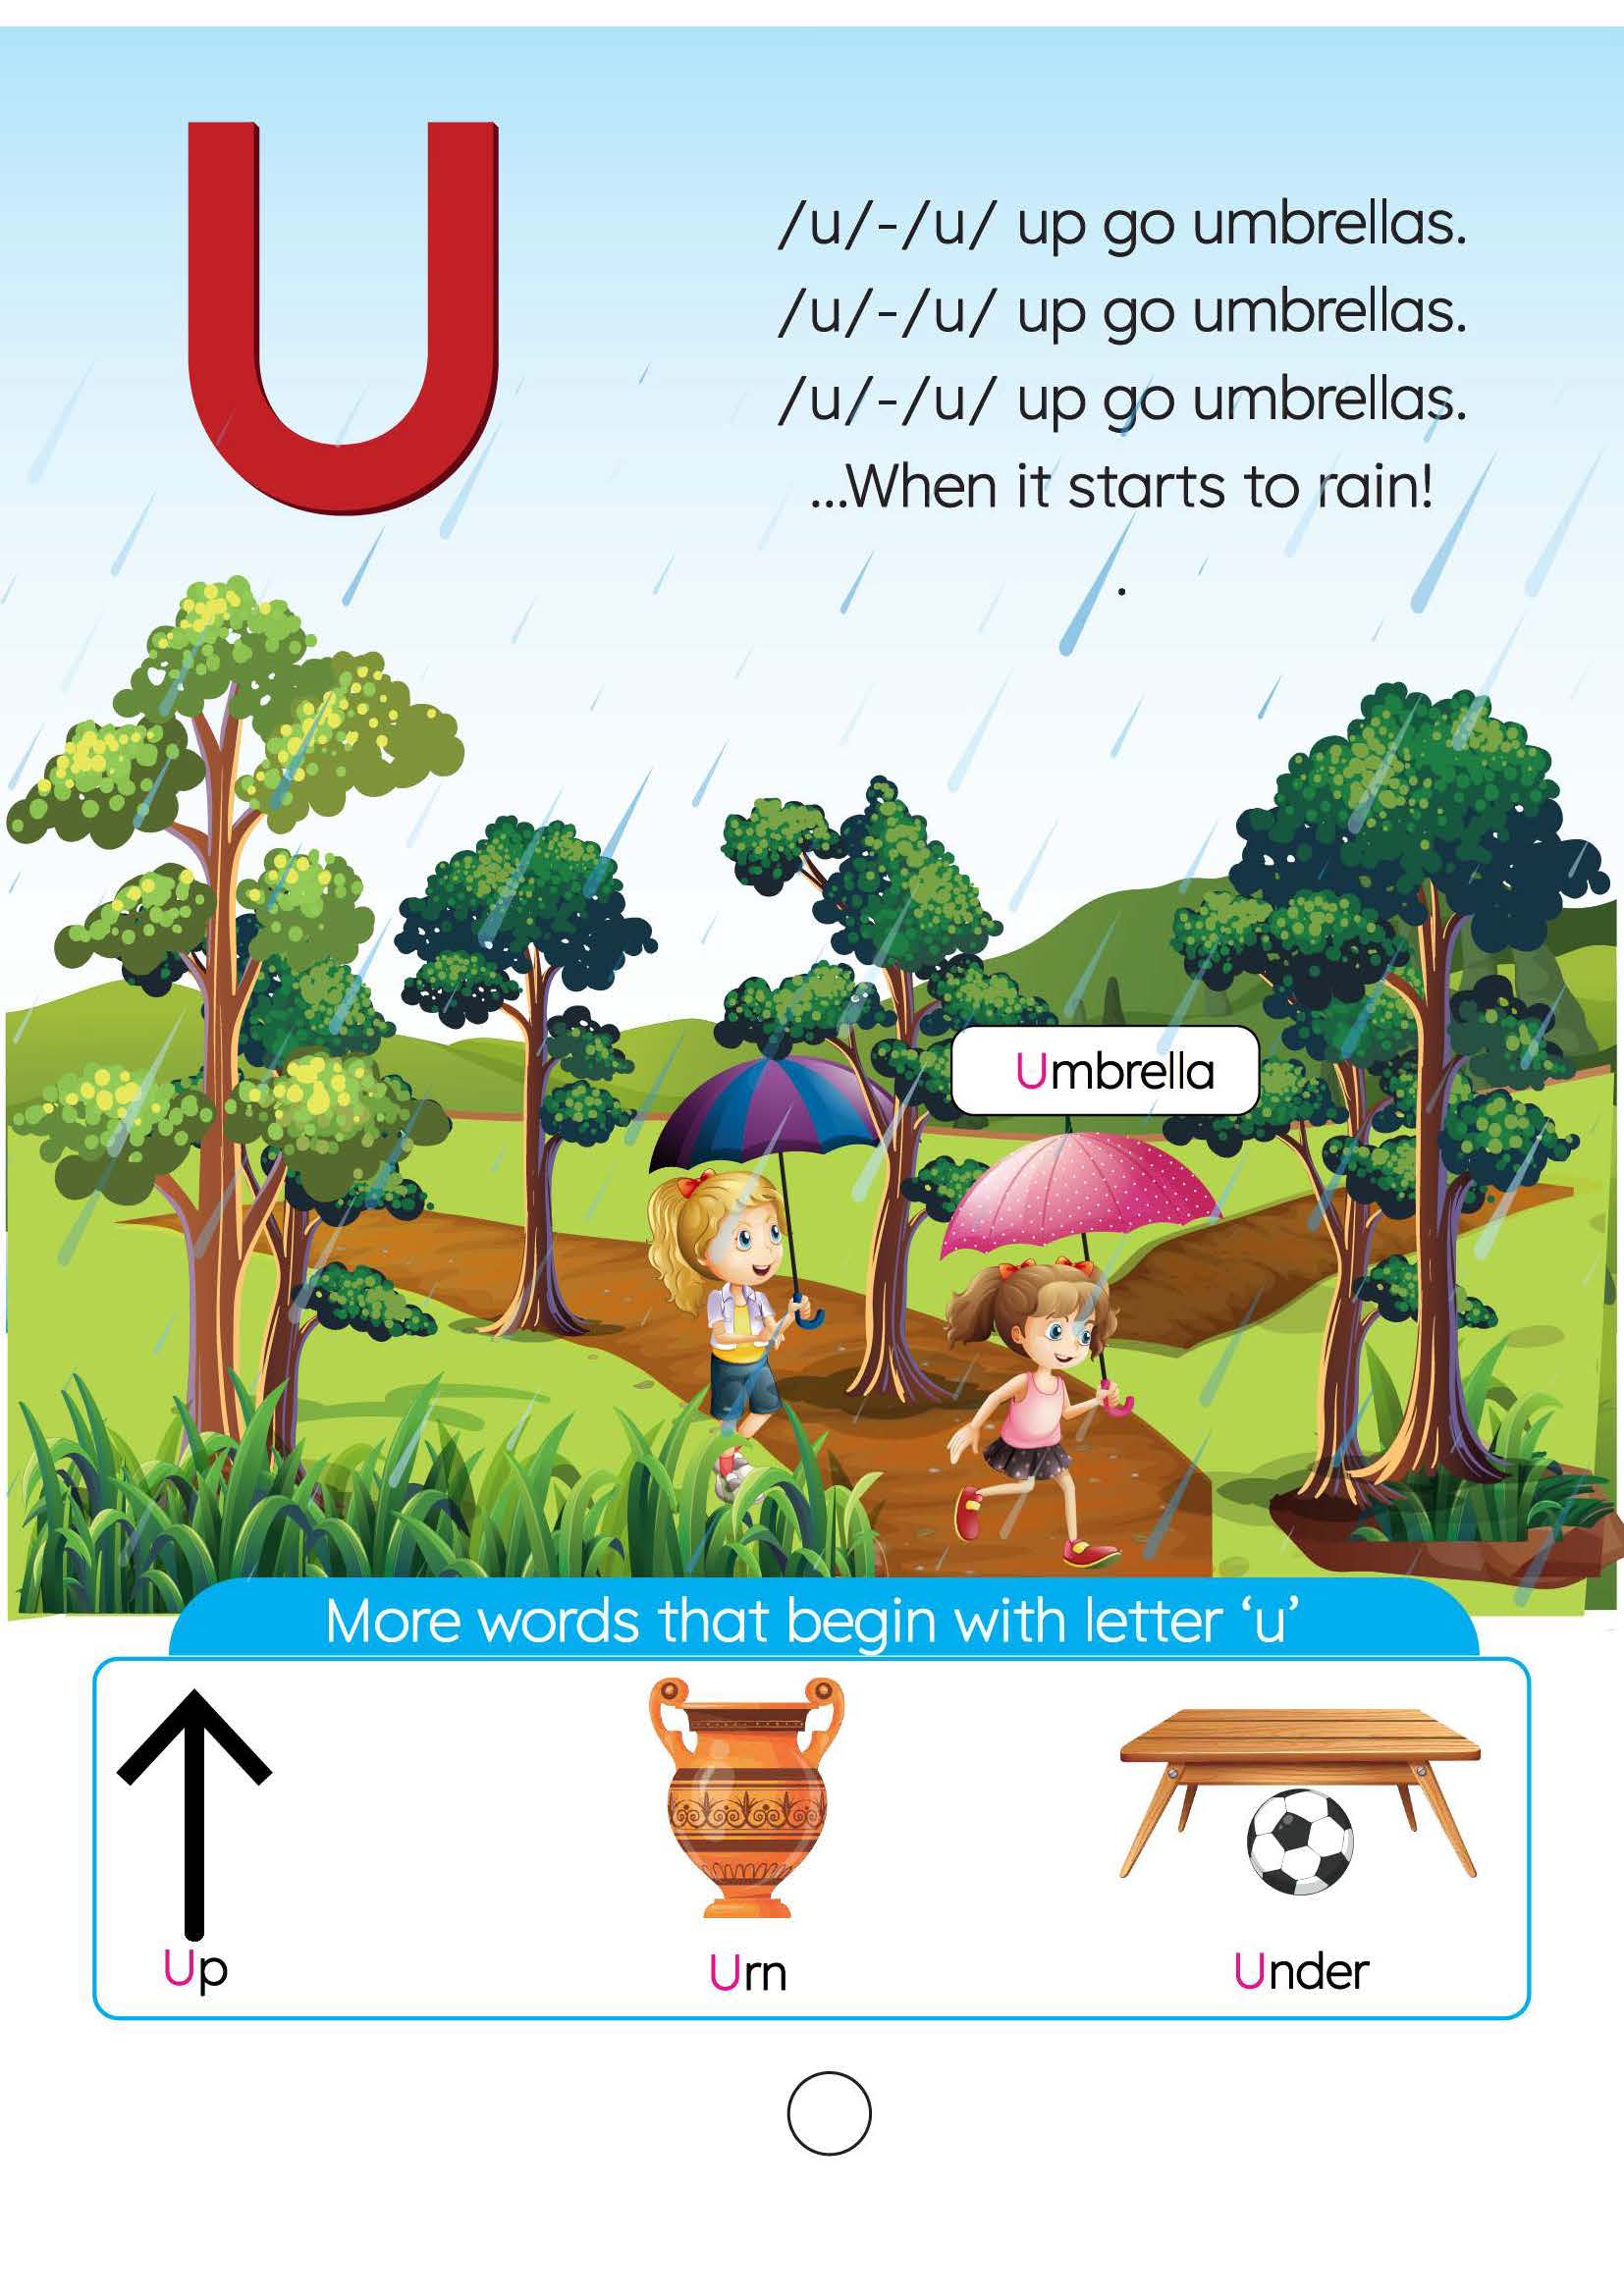 U
/u/-/u/ up go umbrellas.
/u/-/u/ up go umbrellas.
/u/-/u/ up go umbrellas.
...When it starts to rain!
.
Umbrella
More words that begin with letter ‘u’
Up
Urn
Under